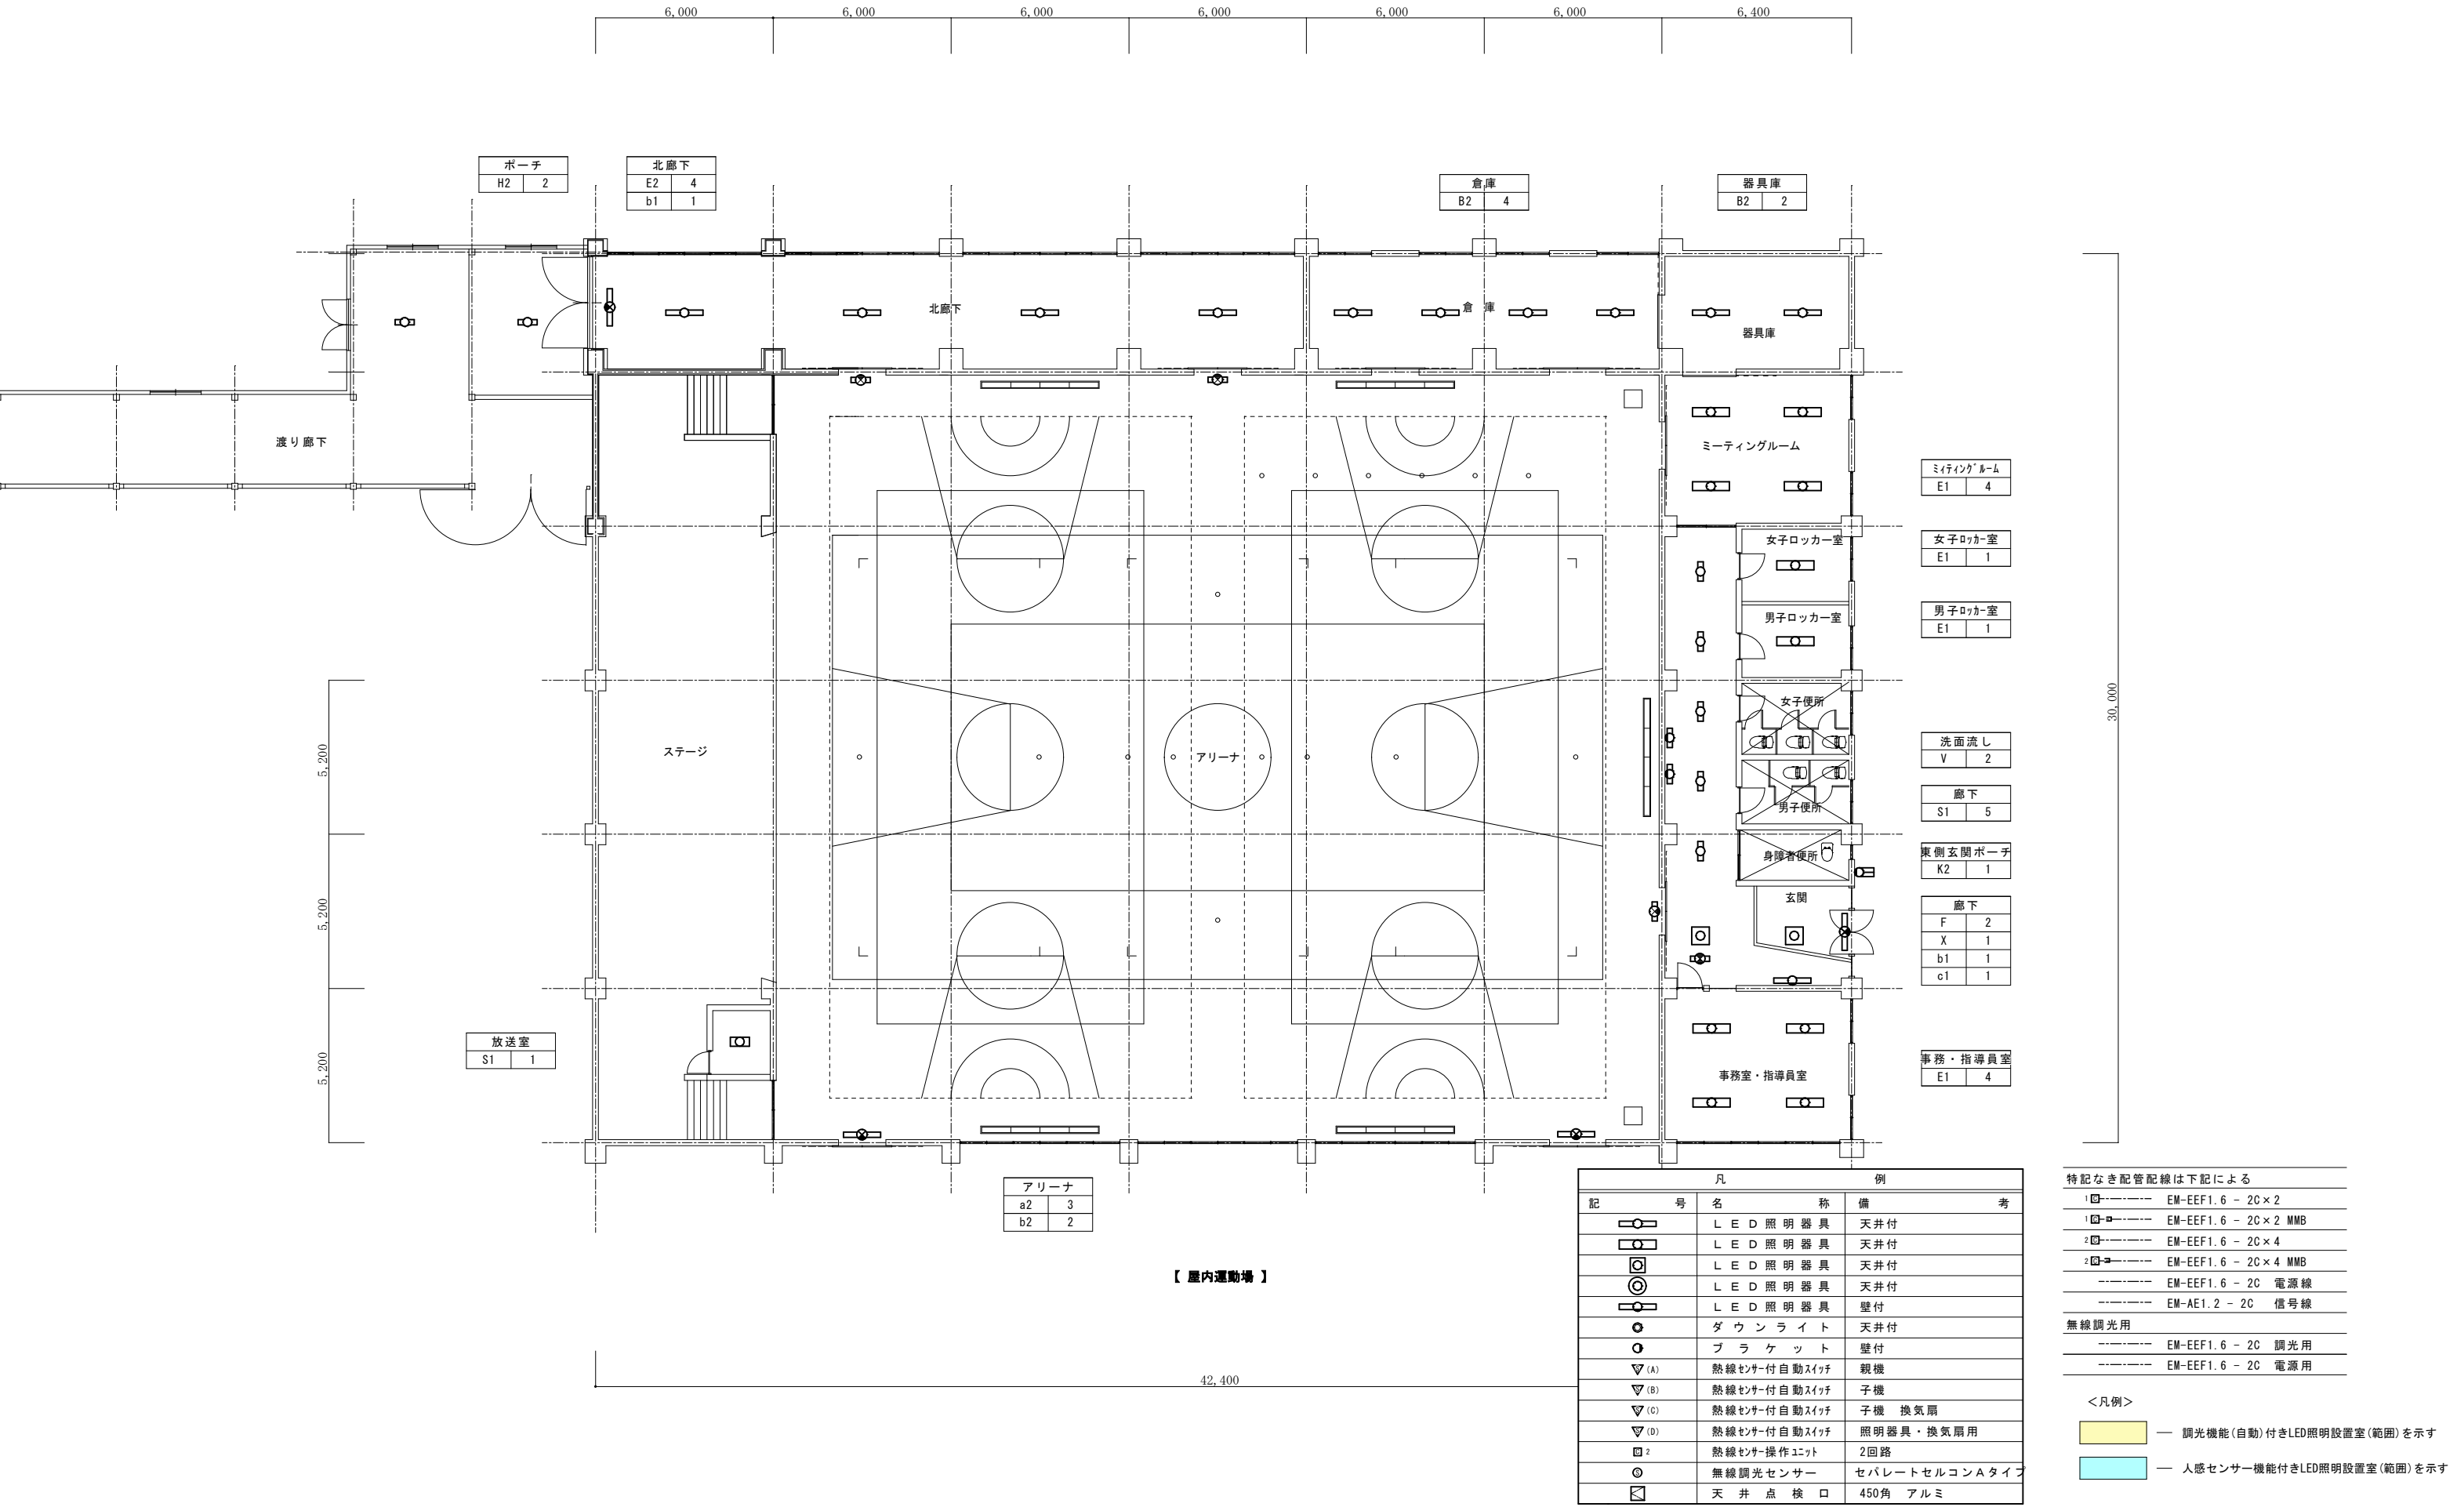 6,000 6,000 6,000 6,000 6,000 6,000 6,400
ポーチ
H2 2
北廊下
E2 4
b1 1
倉庫
B2 4
器具庫
B2 2
北廊下
倉 庫
器具庫
渡り廊下
ミーティングルーム
ﾐｨﾃｨﾝｸﾞﾙｰﾑ
E1 4
女子ロッカー室
女子ﾛｯｶｰ室
E1 1
男子ロッカー室
男子ﾛｯｶｰ室
E1 1
女子便所
30,000
ステージ
アリーナ
5,200
洗面流し
V 2
男子便所
廊下
S1 5
身障者便所
東側玄関ポーチ
K2 1
玄関
5,200
廊下
F 2
X 1
b1 1
c1 1
放送室
S1 1
5,200
事務室・指導員室
事務・指導員室
E1 4
アリーナ
a2 3
b2 2
【 屋内運動場 】
42,400
凡 例
記 号 名 称 備 考
ＬＥＤ照明器具 天井付
ＬＥＤ照明器具 天井付
ＬＥＤ照明器具 天井付
ＬＥＤ照明器具 天井付
ＬＥＤ照明器具 壁付
ダウンライト 天井付
ブラケット 壁付
(A) 熱線ｾﾝｻｰ付自動ｽｲｯﾁ 親機
(B) 熱線ｾﾝｻｰ付自動ｽｲｯﾁ 子機
(C) 熱線ｾﾝｻｰ付自動ｽｲｯﾁ 子機 換気扇
(D) 熱線ｾﾝｻｰ付自動ｽｲｯﾁ 照明器具・換気扇用
2 熱線ｾﾝｻｰ操作ﾕﾆｯﾄ 2回路
無線調光センサー セパレートセルコンＡタイプ
天井点検口 450角 アルミ
特記なき配管配線は下記による
1 EM-EEF1.6 - 2C×2
1 EM-EEF1.6 - 2C×2 MMB
2 EM-EEF1.6 - 2C×4
2 EM-EEF1.6 - 2C×4 MMB
EM-EEF1.6 - 2C 電源線
EM-AE1.2 - 2C 信号線
無線調光用
EM-EEF1.6 - 2C 調光用
EM-EEF1.6 - 2C 電源用
＜凡例＞
― 調光機能(自動)付きLED照明設置室(範囲)を示す
― 人感センサー機能付きLED照明設置室(範囲)を示す